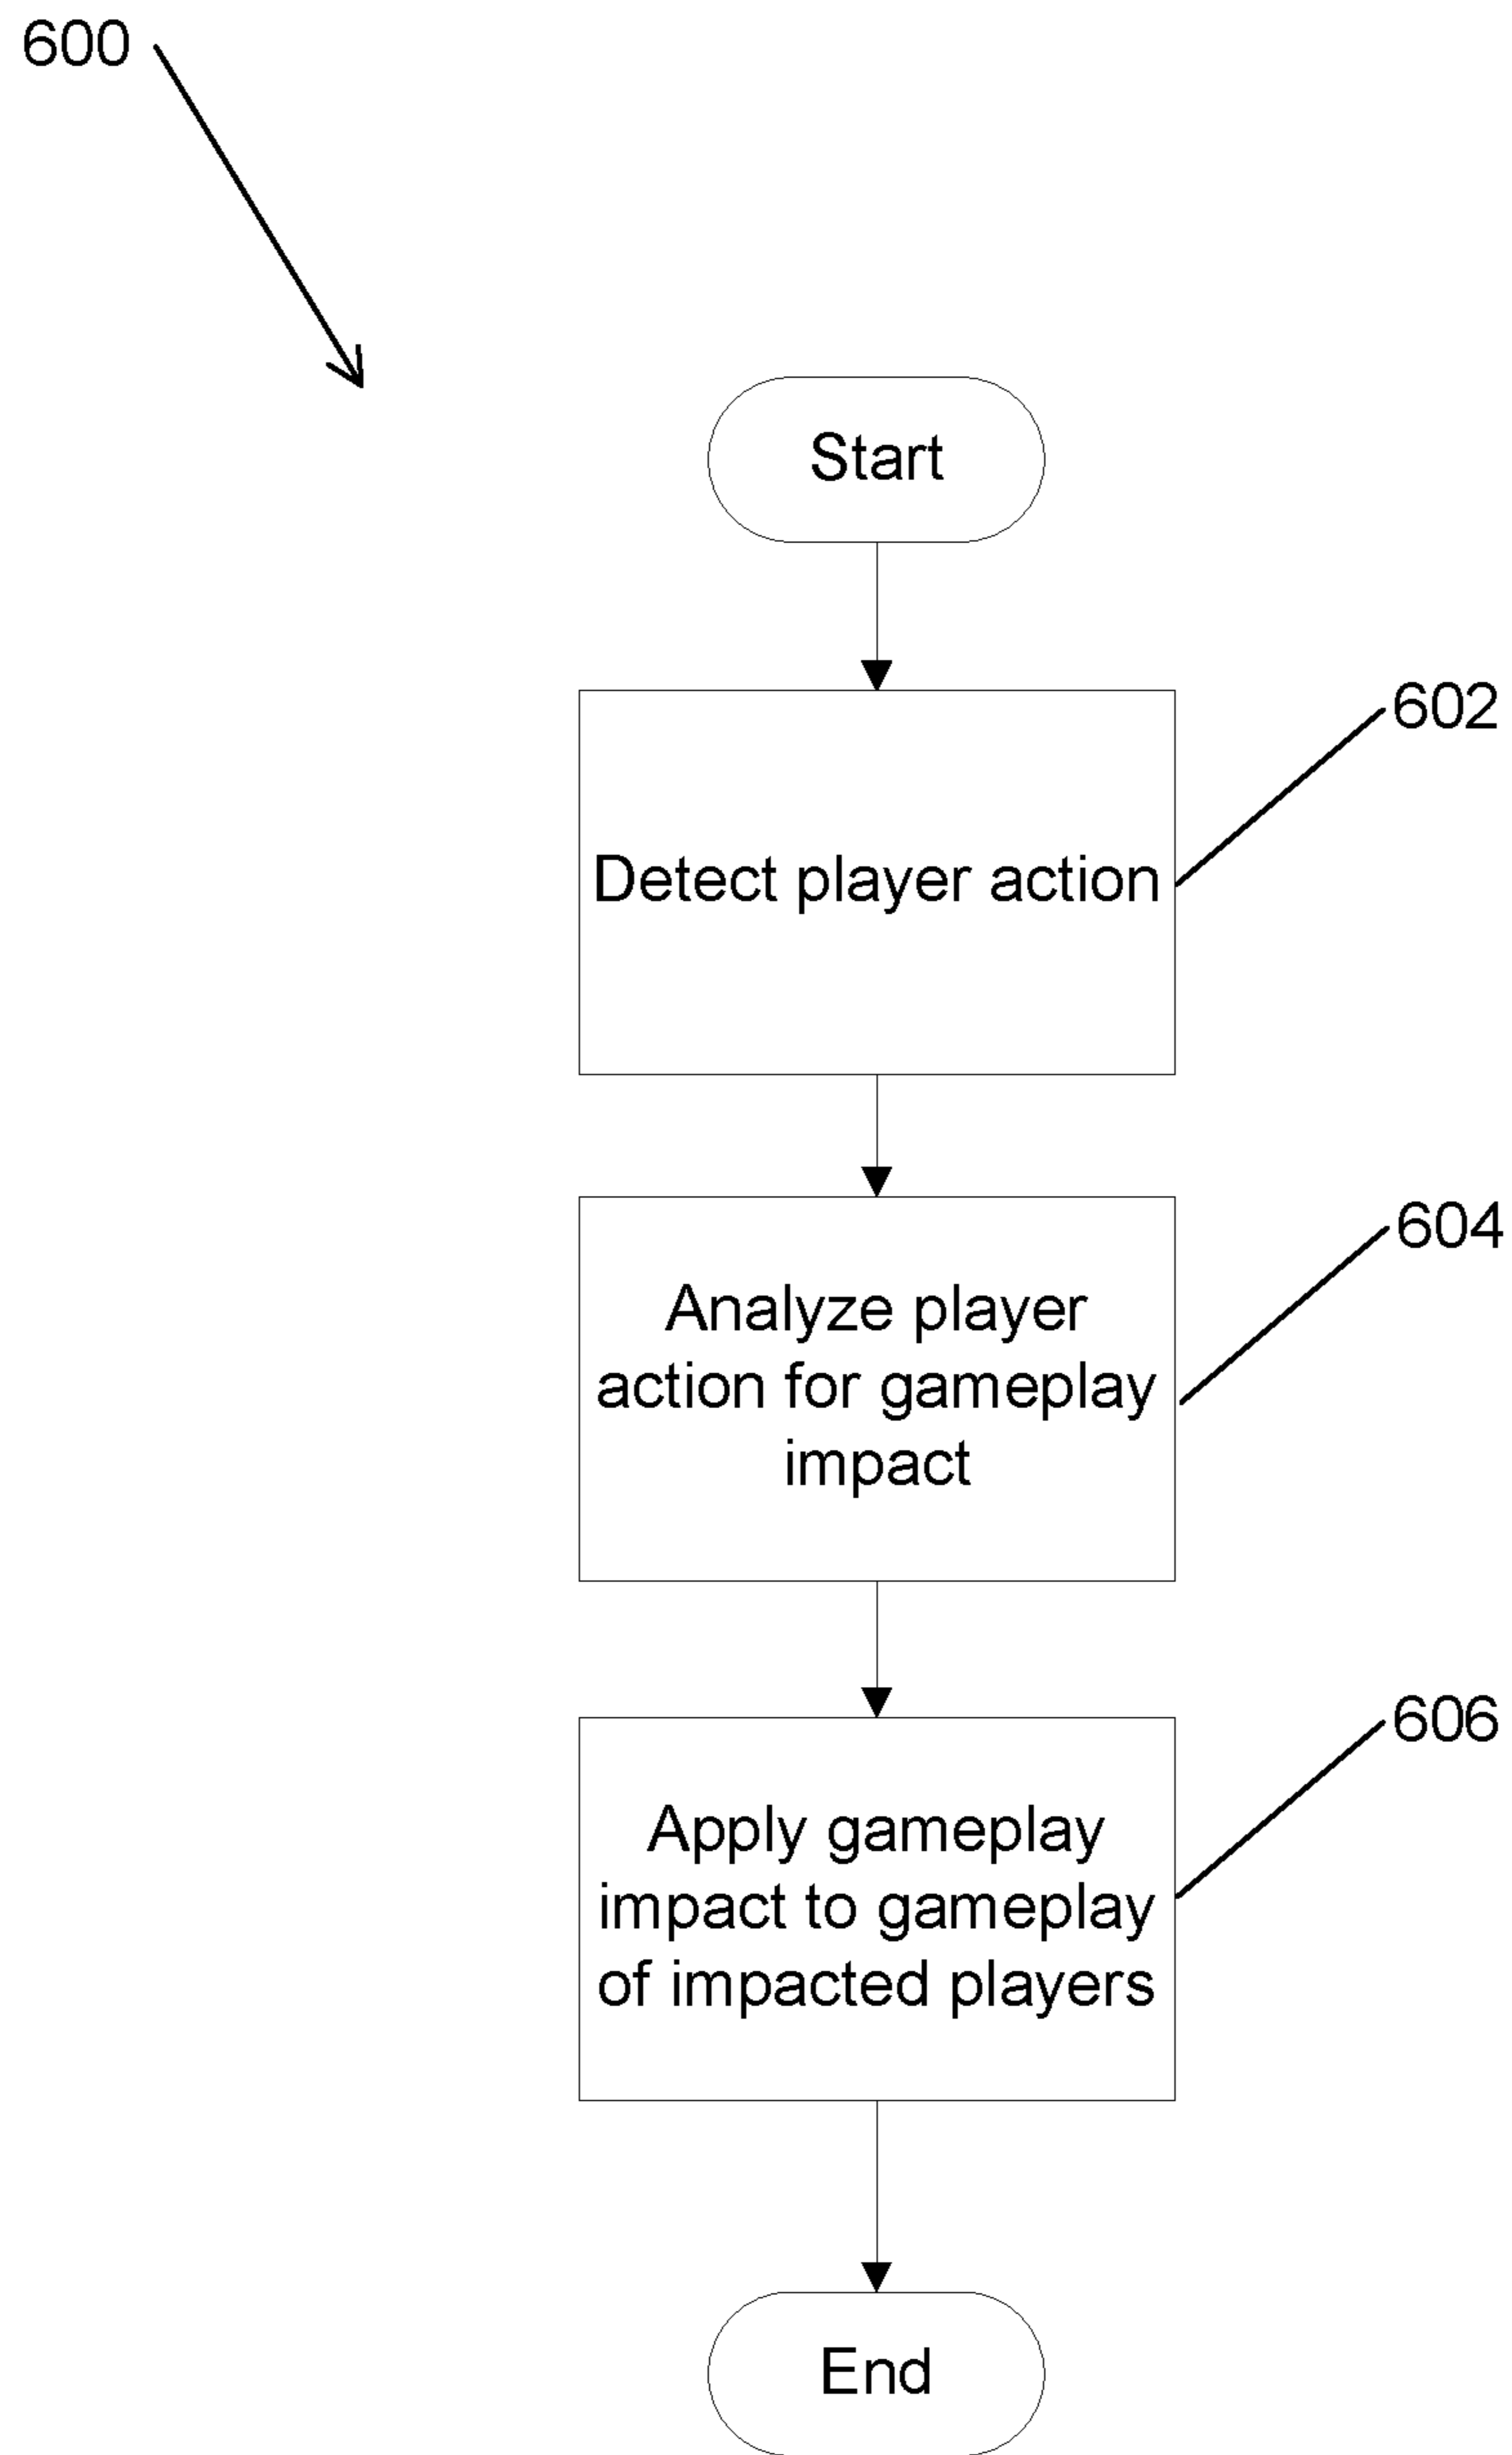 600
Start
602
Detect player action
604
Analyze player
action for gameplay
impact
606
Apply gameplay
impact to gameplay
of impacted players
End